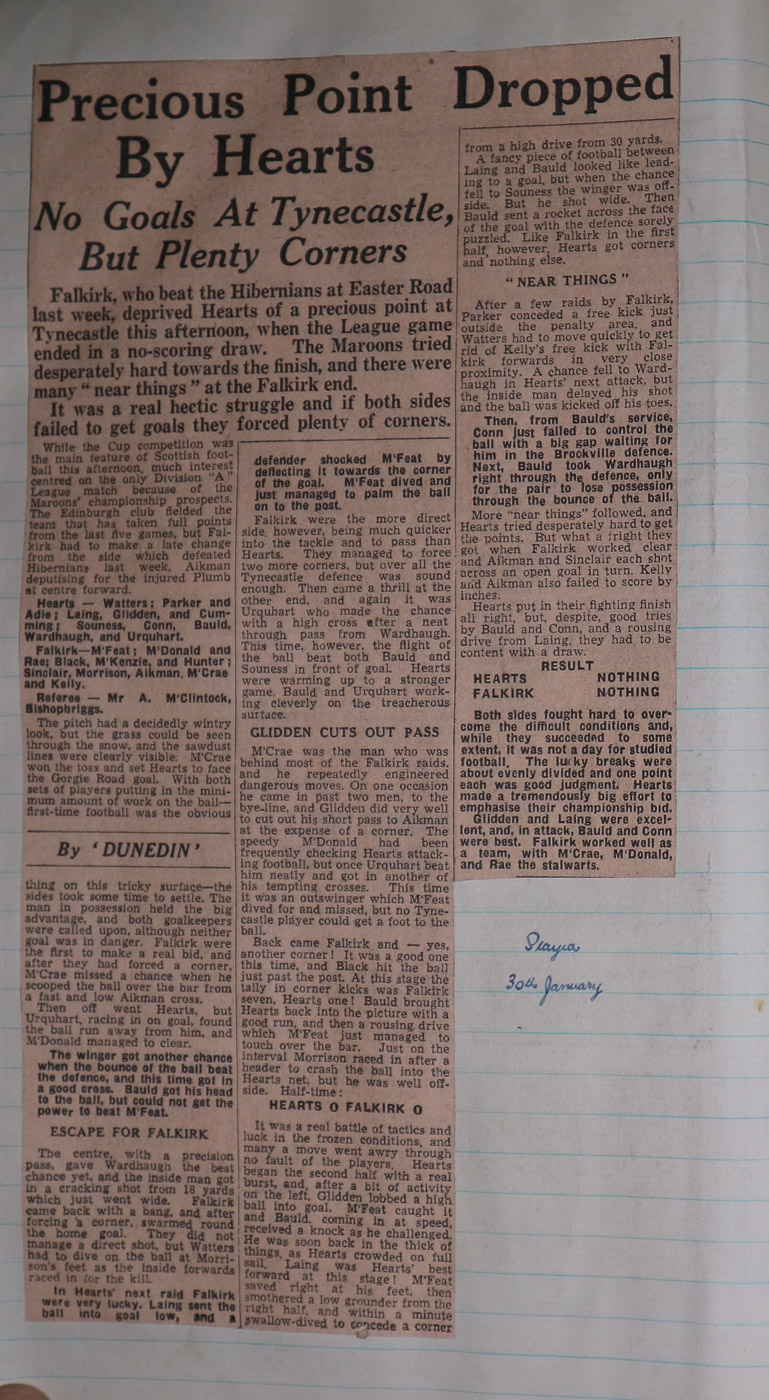 Precious Point Dropped
By Hearts
No Goals At Tynecastle,
But Plenty Corners
Falkirk, who beat the Hibernians at Easter Road
last week, deprived Hearts of a precious point at
Tynecastle this afternoon, when the League game
ended in a no-scoring draw. The Maroons tried
desperately hard towards the finish, and there were
many “ near things ” at the Falkirk end.
It was a real hectic struggle and if both sides
failed to get goals they forced plenty of corners.
While the Cup competition was
the main feature of Scottish foot-
ball this afternoon, much interest
centred on the only Division “A”
League match because of the
Maroons' championship prospects.
The Edinburgh club fielded the
team that has taken full points
from the last five games, but Fal-
kirk had to make a late change
from the side which defeated
Hibernians last week, Aikman
deputising for the injured Plumb
at centre forward.
Hearts — Watters; Parker and
Adie; Laing, Glidden, and Cum-
ming; Souness, Conn, Bauld,
Wardhaugh, and Urquhart.
Falkirk—M'Feat; M'Donald and
Rae; Black, M'Kenzie, and Hunter;
Sinclair, Morrison, Aikman, M'Crae
and Kelly.
Referee — Mr A. M'Clintock,
Bishopbriggs.
The pitch had a decidedly wintry
look, but the grass could be seen
through the snow, and the sawdust
lines were clearly visible. M'Crae
won the toss and set Hearts to face
the Gorgie Road goal. With both
sets of players putting in the mini-
mum amount of work on the ball—
first-time football was the obvious
By ‘DUNEDIN’
thing on this tricky surface—the
sides took some time to settle. The
man in possession held the big
advantage, and both goalkeepers
were called upon, although neither
goal was in danger. Falkirk were
the first to make a real bid, and
after they had forced a corner,
M'Crae missed a chance when he
scooped the ball over the bar from
a fast and low Aikman cross.
Then off went Hearts, but
Urquhart, racing in on goal, found
the ball run away from him, and
M'Donald managed to clear.
The winger got another chance
when the bounce of the ball beat
the defence, and this time got in
a good cross. Bauld got his head
to the ball, but could not get the
power to beat M'Feat.
ESCAPE FOR FALKIRK
The centre, with a precision
pass, gave Wardhaugh the best
chance yet, and the inside man got
in a cracking shot from 18 yards
which just went wide. Falkirk
came back with a bang, and after
forcing a corner, swarmed round
the home goal. They did not
manage a direct shot, but Watters
had to dive on the ball at Morri-
son's feet as the inside forwards
raced in for the kill.
In Hearts' next raid Falkirk
were very lucky. Laing sent the
ball into goal low, and a
defender shocked M'Feat by
deflecting it towards the corner
of the goal. M'Feat dived and
just managed to palm the ball
on to the post.
Falkirk were the more direct
side, however, being much quicker
into the tackle and to pass than
Hearts. They managed to force
two more corners, but over all the
Tynecastle defence was sound
enough. Then came a thrill at the
other end, and again it was
Urquhart who made the chance
with a high cross after a neat
through pass from Wardhaugh.
This time, however, the flight of
the ball beat both Bauld and
Souness in front of goal. Hearts
were warming up to a stronger
game, Bauld and Urquhart work-
ing cleverly on the treacherous
surface.
GLIDDEN CUTS OUT PASS
M'Crae was the man who was
behind most of the Falkirk raids,
and he repeatedly engineered
dangerous moves. On one occasion
he came in past two men, to the
bye-line, and Glidden did very well
to cut out his short pass to Aikman
at the expense of a corner. The
speedy M'Donald had been
frequently checking Hearts attack-
ing football, but once Urquhart beat
him neatly and got in another of
his tempting crosses. This time
it was an outswinger which M'Feat
dived for and missed, but no Tyne-
castle player could get a foot to the
ball.
Back came Falkirk and — yes,
another corner! It was a good one
this time, and Black hit the ball
just past the post. At this stage the
tally in corner kicks was Falkirk
seven, Hearts one! Bauld brought
Hearts back into the picture with a
good run, and then a rousing drive
which M'Feat just managed to
touch over the bar. Just on the
interval Morrison raced in after a
header to crash the ball into the
Hearts net, but he was well off-
side. Half-time:
HEARTS 0 FALKIRK 0
It was a real battle of tactics and
luck in the frozen conditions, and
many a move went awry through
no fault of the players. Hearts
began the second half with a real
burst, and, after a bit of activity
on the left, Glidden lobbed a high
ball into goal. M'Feat caught it
and Bauld, coming in at speed,
received a knock as he challenged.
He was soon back in the thick of
things, as Hearts crowded on full
sail. Laing was Hearts' best
forward at this stage! M'Feat
saved right at his feet, then
smothered a low grounder from the
right half, and within a minute
swallow-dived to concede a corner
from a high drive from 30 yards.
A fancy piece of football between
Laing and Bauld looked like lead-
ing to a goal, but when the chance
fell to Souness the winger was off-
side. But he shot wide. Then
Bauld sent a rocket across the face
of the goal with the defence sorely
puzzled. Like Falkirk in the first
half, however, Hearts got corners
and nothing else.
“ NEAR THINGS ”
After a few raids by Falkirk,
Parker conceded a free kick just
outside the penalty area, and
Watters had to move quickly to get
rid of Kelly's free kick with Fal-
kirk forwards in very close
proximity. A chance fell to Ward-
haugh in Hearts' next attack, but
the inside man delayed his shot
and the ball was kicked off his toes.
Then, from Bauld's service,
Conn just failed to control the
ball with a big gap waiting for
him in the Brockville defence.
Next, Bauld took Wardhaugh
right through the defence, only
for the pair to lose possession
through the bounce of the ball.
More “near things” followed, and
Hearts tried desperately hard to get
the points. But what a fright they
got when Falkirk worked clear
and Aikman and Sinclair each shot
across an open goal in turn. Kelly
and Aikman also failed to score by
inches.
Hearts put in their fighting finish
all right, but, despite, good tries
by Bauld and Conn, and a rousing
drive from Laing, they had to be
content with a draw.
RESULT
HEARTS NOTHING
FALKIRK NOTHING
Both sides fought hard to over-
come the difficult conditions and,
while they succeeded to some
extent, it was not a day for studied
football. The lucky breaks were
about evenly divided and one point
each was good judgment. Hearts
made a tremendously big effort to
emphasise their championship bid.
Glidden and Laing were excel-
lent, and, in attack, Bauld and Conn
were best. Falkirk worked well as
a team, with M'Crae, M'Donald,
and Rae the stalwarts.
Played
30th January